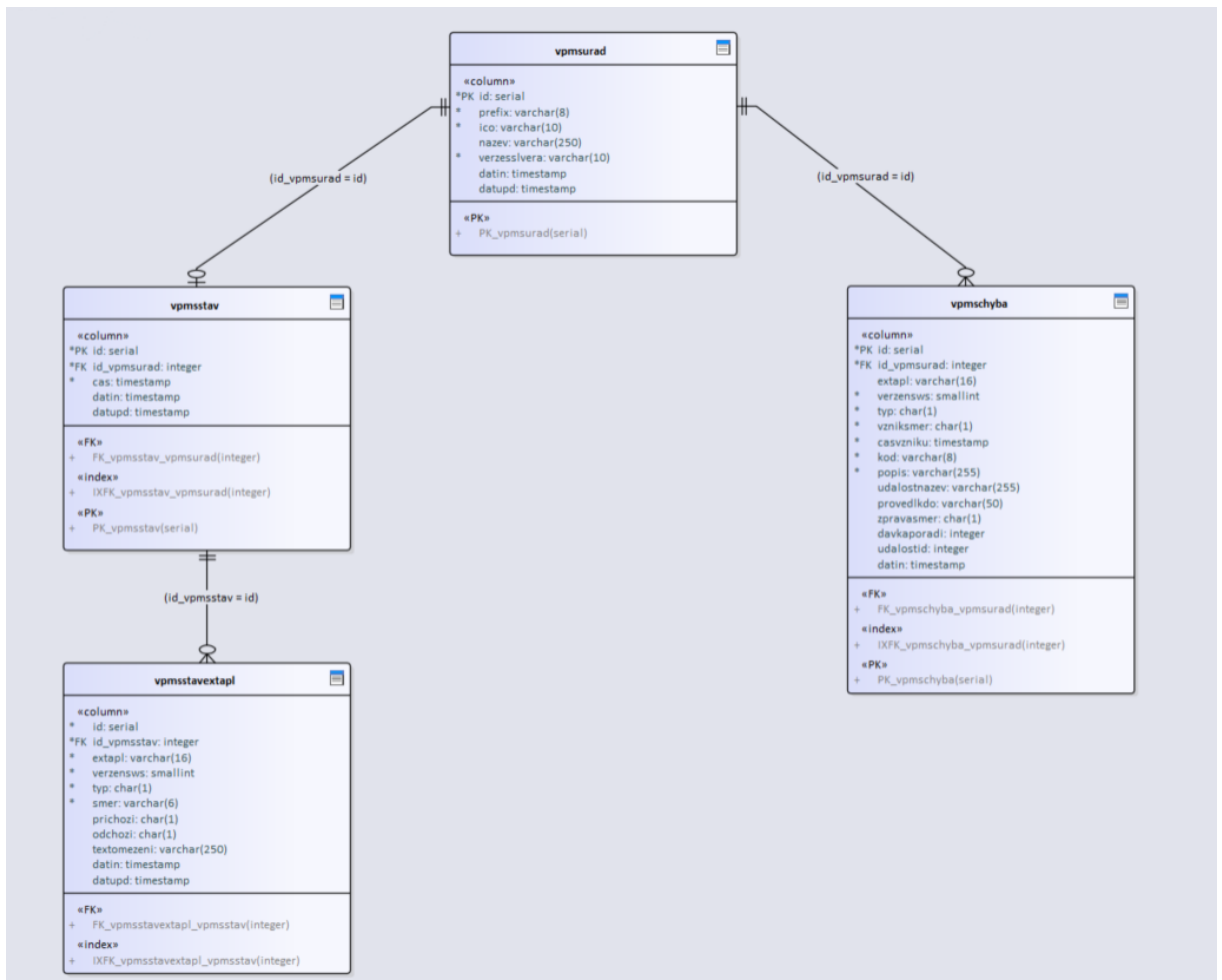 vpmsurad
«column»
*PK id: serial
* prefix: varchar(8)
* ico: varchar(10)
nazev: varchar(250)
* verzesslvera: varchar(10)
datin: timestamp
datupd: timestamp
«PK»
+ PK_vpmsurad(serial)
(id_vpmsurad = id)
(id_vpmsurad = id)
vpmsstav
«column»
*PK id: serial
*FK id_vpmsurad: integer
* cas: timestamp
datin: timestamp
datupd: timestamp
«FK»
+ FK_vpmsstav_vpmsurad(integer)
«index»
+ IXFK_vpmsstav_vpmsurad(integer)
«PK»
+ PK_vpmsstav(serial)
(id_vpmsstav = id)
vpmsstavextapl
«column»
* id: serial
*FK id_vpmsstav: integer
* extapl: varchar(16)
* verzensws: smallint
* typ: char(1)
* smer: varchar(6)
prichozi: char(1)
odchozi: char(1)
textomezeni: varchar(250)
datin: timestamp
datupd: timestamp
«FK»
+ FK_vpmsstavextapl_vpmsstav(integer)
«index»
+ IXFK_vpmsstavextapl_vpmsstav(integer)
vpmschyba
«column»
*PK id: serial
*FK id_vpmsurad: integer
extapl: varchar(16)
* verzensws: smallint
* typ: char(1)
* vzniksmer: char(1)
* casvzniku: timestamp
* kod: varchar(8)
* popis: varchar(255)
udalostnazev: varchar(255)
provedlkdo: varchar(50)
zpravasmer: char(1)
davkaporadi: integer
udalostid: integer
datin: timestamp
«FK»
+ FK_vpmschyba_vpmsurad(integer)
«index»
+ IXFK_vpmschyba_vpmsurad(integer)
«PK»
+ PK_vpmschyba(serial)